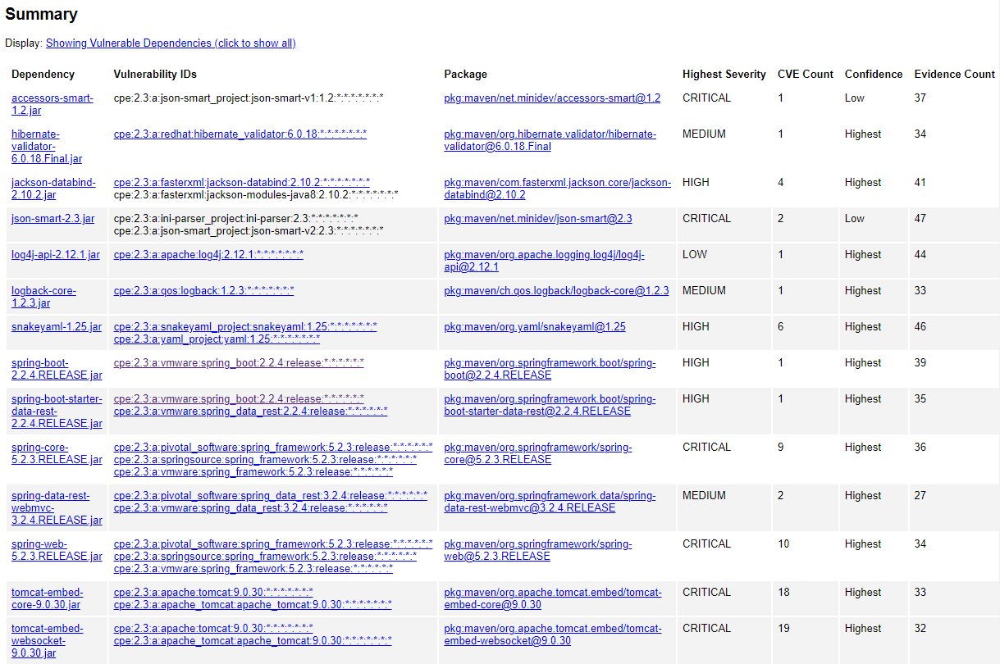 Summary
Display: Showing Vulnerable Dependencies (click to show all)
Dependency Vulnerability IDs Package Highest Severity CVE Count Confidence Evidence Count
accessors-smart- cpe:2.3:a:json-smart_project:json-smart-v1:1.2:*:*:*:*:*:*:* pkg:maven/net.minidev/accessors-smart@1.2 CRITICAL 1 Low 37
1.2.jar
hibernate- cpe:2.3:a:redhat:hibernate_validator:6.0.18:*:*:*:*:*:*:* pkg:maven/org.hibernate.validator/hibernate- MEDIUM 1 Highest 34
validator- validator@6.0.18.Final
6.0.18.Final.jar
jackson-databind- cpe:2.3:a:fasterxml:jackson-databind:2.10.2:*:*:*:*:*:*:* pkg:maven/com.fasterxml.jackson.core/jackson- HIGH 4 Highest 41
2.10.2.jar cpe:2.3:a:fasterxml:jackson-modules-java8:2.10.2:*:*:*:*:*:*:* databind@2.10.2
json-smart-2.3.jar cpe:2.3:a:ini-parser_project:ini-parser:2.3:*:*:*:*:*:*:* pkg:maven/net.minidev/json-smart@2.3 CRITICAL 2 Low 47
cpe:2.3:a:json-smart_project:json-smart-v2:2.3:*:*:*:*:*:*:*
log4j-api-2.12.1.jar cpe:2.3:a:apache:log4j:2.12.1:*:*:*:*:*:*:* pkg:maven/org.apache.logging.log4j/log4j- LOW 1 Highest 44
api@2.12.1
logback-core- cpe:2.3:a:qos:logback:1.2.3:*:*:*:*:*:*:* pkg:maven/ch.qos.logback/logback-core@1.2.3 MEDIUM 1 Highest 33
1.2.3.jar
snakeyaml-1.25.jar cpe:2.3:a:snakeyaml_project:snakeyaml:1.25:*:*:*:*:*:*:* pkg:maven/org.yaml/snakeyaml@1.25 HIGH 6 Highest 46
cpe:2.3:a:yaml_project:yaml:1.25:*:*:*:*:*:*:*
spring-boot- cpe:2.3:a:vmware:spring_boot:2.2.4:release:*:*:*:*:*:* pkg:maven/org.springframework.boot/spring- HIGH 1 Highest 39
2.2.4.RELEASE.jar boot@2.2.4.RELEASE
spring-boot-starter- cpe:2.3:a:vmware:spring_boot:2.2.4:release:*:*:*:*:*:* pkg:maven/org.springframework.boot/spring- HIGH 1 Highest 35
data-rest- cpe:2.3:a:vmware:spring_data_rest:2.2.4:release:*:*:*:*:*:* boot-starter-data-rest@2.2.4.RELEASE
2.2.4.RELEASE.jar
spring-core- cpe:2.3:a:pivotal_software:spring_framework:5.2.3:release:*:*:*:*:*:* pkg:maven/org.springframework/spring- CRITICAL 9 Highest 36
5.2.3.RELEASE.jar cpe:2.3:a:springsource:spring_framework:5.2.3:release:*:*:*:*:*:* core@5.2.3.RELEASE
cpe:2.3:a:vmware:spring_framework:5.2.3:release:*:*:*:*:*:*
spring-data-rest- cpe:2.3:a:pivotal_software:spring_data_rest:3.2.4:release:*:*:*:*:*:* pkg:maven/org.springframework.data/spring- MEDIUM 2 Highest 27
webmvc- cpe:2.3:a:vmware:spring_data_rest:3.2.4:release:*:*:*:*:*:* data-rest-webmvc@3.2.4.RELEASE
3.2.4.RELEASE.jar
spring-web- cpe:2.3:a:pivotal_software:spring_framework:5.2.3:release:*:*:*:*:*:* pkg:maven/org.springframework/spring- CRITICAL 10 Highest 34
5.2.3.RELEASE.jar cpe:2.3:a:springsource:spring_framework:5.2.3:release:*:*:*:*:*:* web@5.2.3.RELEASE
cpe:2.3:a:vmware:spring_framework:5.2.3:release:*:*:*:*:*:*
tomcat-embed- cpe:2.3:a:apache:tomcat:9.0.30:*:*:*:*:*:*:* pkg:maven/org.apache.tomcat.embed/tomcat- CRITICAL 18 Highest 33
core-9.0.30.jar cpe:2.3:a:apache_tomcat:apache_tomcat:9.0.30:*:*:*:*:*:*:* embed-core@9.0.30
tomcat-embed- cpe:2.3:a:apache:tomcat:9.0.30:*:*:*:*:*:*:* pkg:maven/org.apache.tomcat.embed/tomcat- CRITICAL 19 Highest 32
websocket- cpe:2.3:a:apache_tomcat:apache_tomcat:9.0.30:*:*:*:*:*:*:* embed-websocket@9.0.30
9.0.30.jar